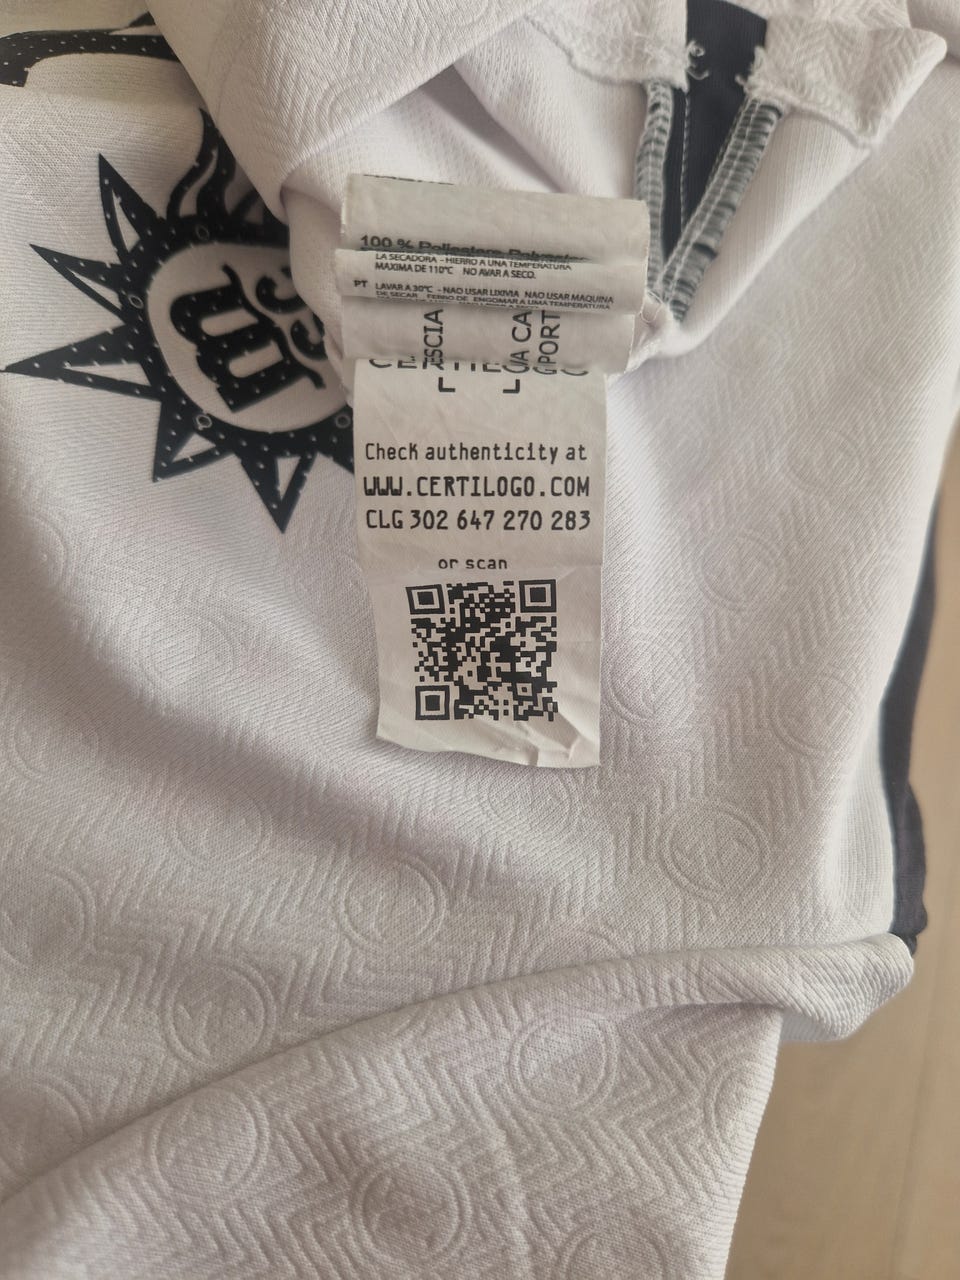 100 % Poliestere Polyester
LA SECADORA - HIERRO A UNA TEMPERATURA
MAXIMA DE 110°C NO AVAR A SECO.
PT LAVAR A 30°C - NAO USAR LIXIVIA NAO USAR MAQUINA
DE SECAR FERRO DE ENGOMAR A UMA TEMPERATURA
CERTILOGO
Check authenticity at
WWW.CERTILOGO.COM
CLG 302 647 270 283
or scan